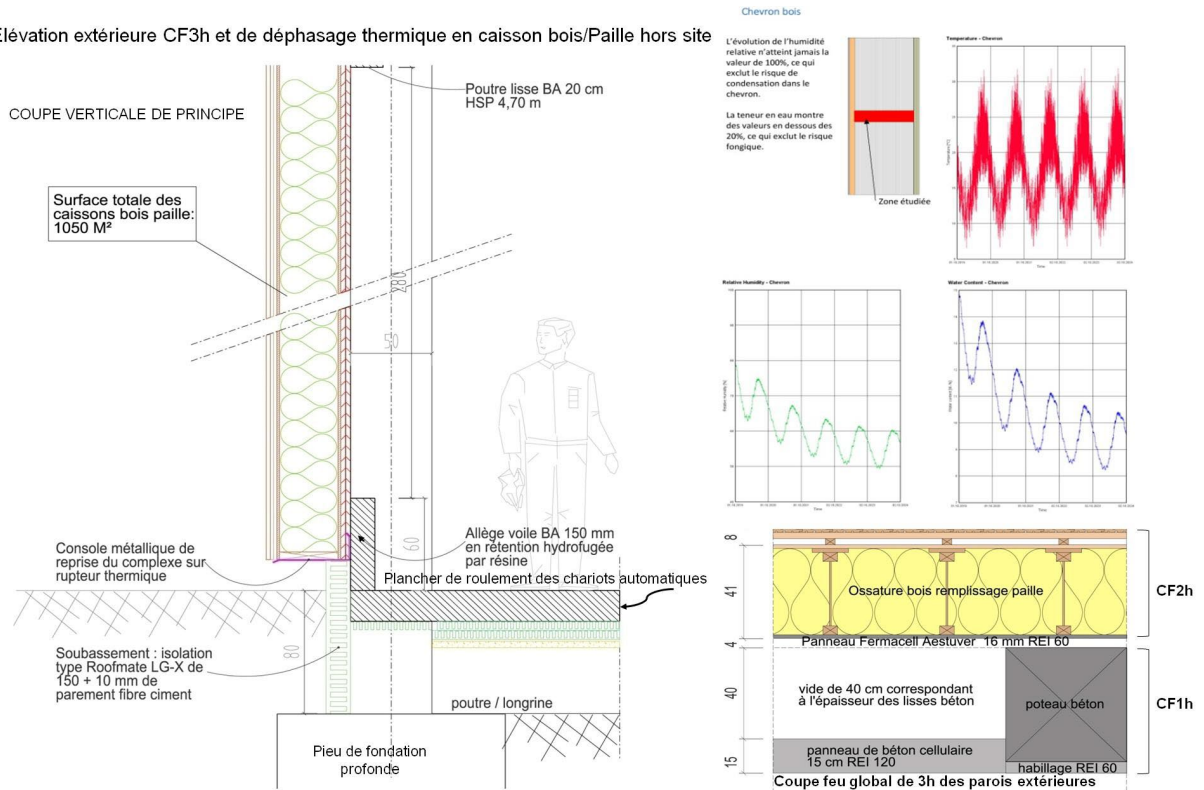 Elévation extérieure CF3h et de déphasage thermique en caisson bois/Paille hors site
COUPE VERTICALE DE PRINCIPE
Poutre lisse BA 20 cm
HSP 4,70 m
Surface totale des
caissons bois paille:
1050 M²
280
50
60
80
Console métallique de
reprise du complexe sur
rupteur thermique
Allège voile BA 150 mm
en rétention hydrofugée
par résine
Plancher de roulement des chariots automatiques
Soubassement : isolation
type Roofmate LG-X de
150 + 10 mm de
parement fibre ciment
poutre / longrine
Pieu de fondation
profonde
Chevron bois
L'évolution de l'humidité
relative n'atteint jamais la
valeur de 100%, ce qui
exclut le risque de
condensation dans le
chevron.
La teneur en eau montre
des valeurs en dessous des
20%, ce qui exclut le risque
fongique.
Zone étudiée
Temperature - Chevron
Time
Relative Humidity - Chevron
Time
Water Content - Chevron
Time
8
41
4
40
15
Ossature bois remplissage paille
CF2h
Panneau Fermacell Aestuver 16 mm REI 60
vide de 40 cm correspondant
à l'épaisseur des lisses béton
poteau béton
CF1h
panneau de béton cellulaire
15 cm REI 120
habillage REI 60
Coupe feu global de 3h des parois extérieures